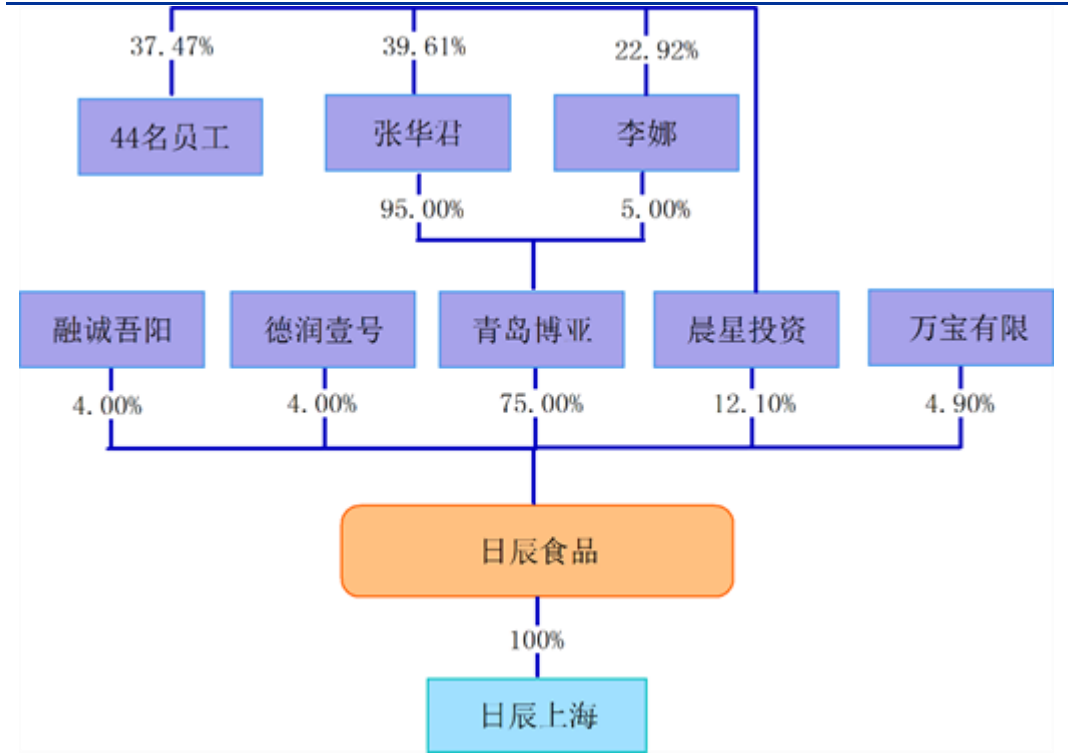 37.47% 39.61% 22.92%
44名员工 张华君 李娜
95.00% 5.00%
融诚吾阳 德润壹号 青岛博亚 晨星投资 万宝有限
4.00% 4.00% 75.00% 12.10% 4.90%
日辰食品
100%
日辰上海